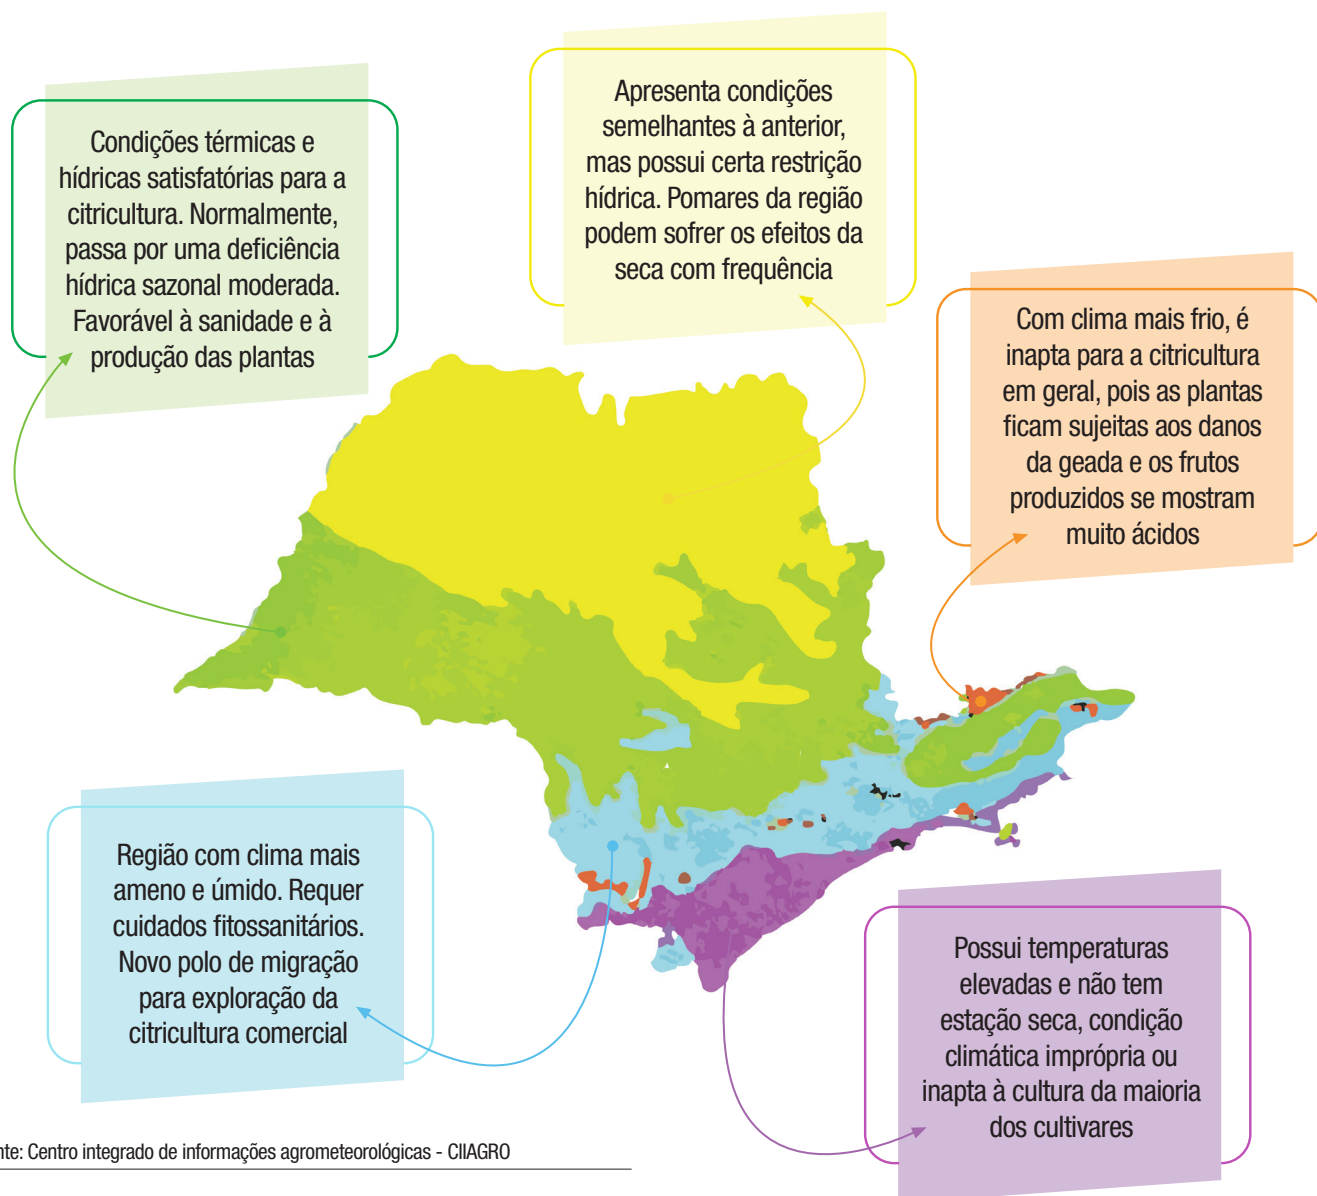 Condições térmicas e
hídricas satisfatórias para a
citricultura. Normalmente,
passa por uma deficiência
hídrica sazonal moderada.
Favorável à sanidade e à
produção das plantas
Apresenta condições
semelhantes à anterior,
mas possui certa restrição
hídrica. Pomares da região
podem sofrer os efeitos da
seca com frequência
Com clima mais frio, é
inapta para a citricultura
em geral, pois as plantas
ficam sujeitas aos danos
da geada e os frutos
produzidos se mostram
muito ácidos
Região com clima mais
ameno e úmido. Requer
cuidados fitossanitários.
Novo polo de migração
para exploração da
citricultura comercial
Possui temperaturas
elevadas e não tem
estação seca, condição
climática imprópria ou
inapta à cultura da maioria
dos cultivares
nte: Centro integrado de informações agrometeorológicas - CIIAGRO